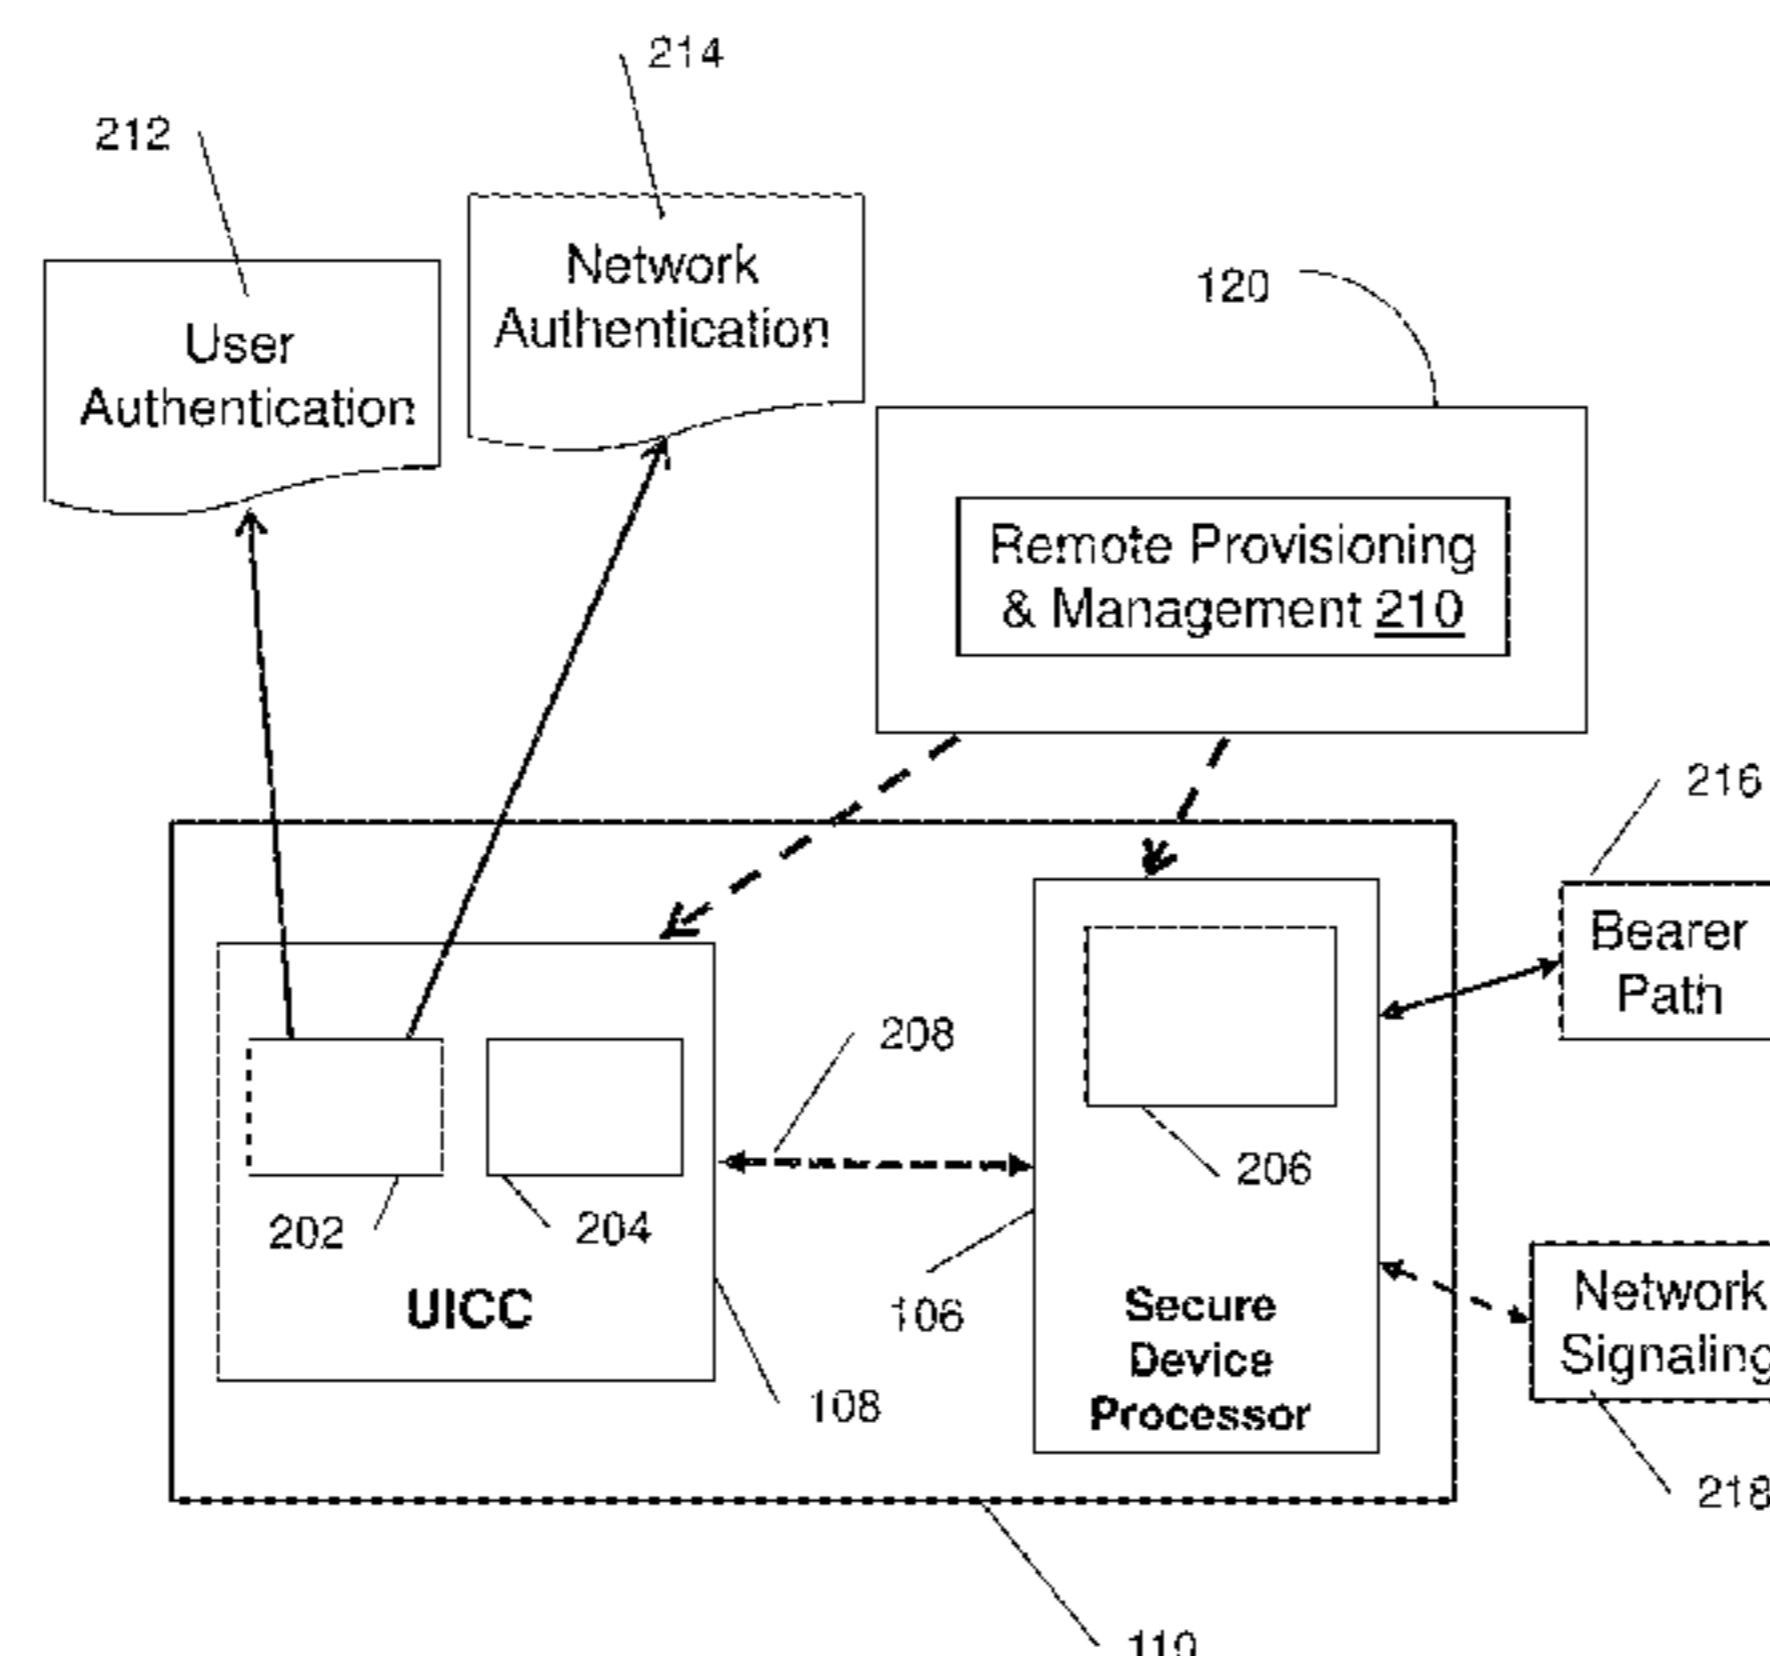 214
212
Network
Authentication
User
Authentication
120
Remote Provisioning
& Management 210
216
Bearer
Path
208
206
202
204
UICC
106
Secure
Device
Processor
108
Network
Signaling
218
110